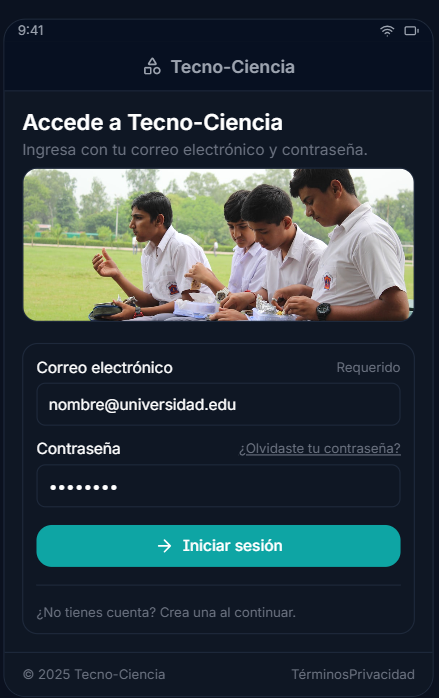 9:41
Tecno-Ciencia
Accede a Tecno-Ciencia
Ingresa con tu correo electrónico y contraseña.
Correo electrónico Requerido
nombre@universidad.edu
Contraseña ¿Olvidaste tu contraseña?
••••••••
Iniciar sesión
¿No tienes cuenta? Crea una al continuar.
© 2025 Tecno-Ciencia TérminosPrivacidad